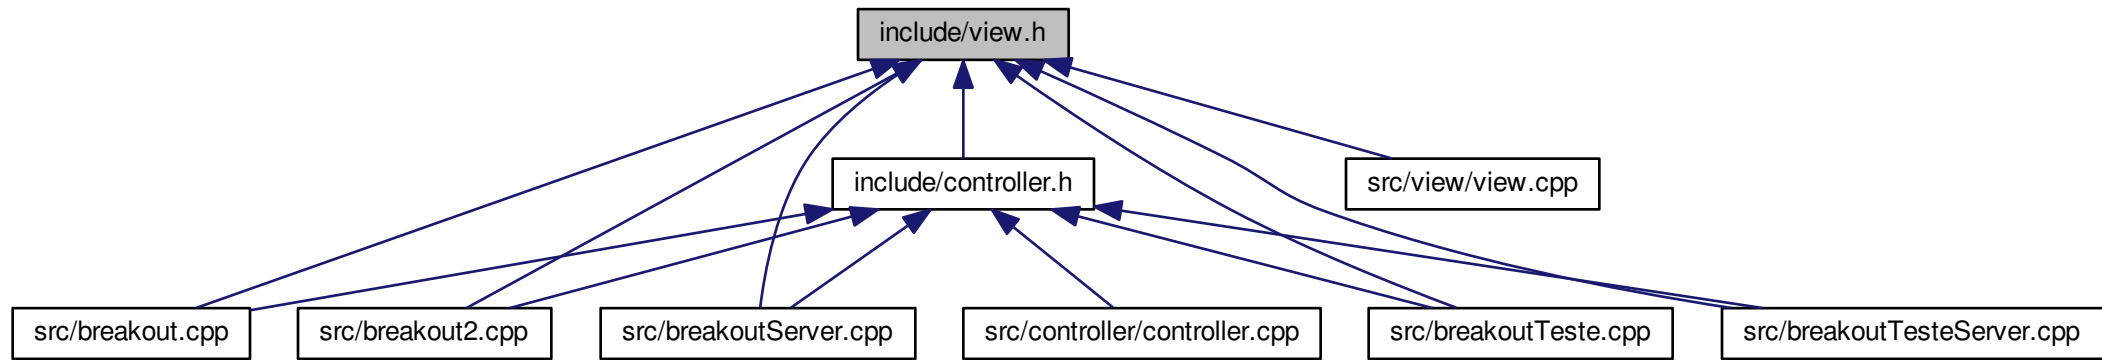 include/view.h
include/controller.h
src/view/view.cpp
src/breakout.cpp
src/breakout2.cpp
src/breakoutServer.cpp
src/controller/controller.cpp
src/breakoutTeste.cpp
src/breakoutTesteServer.cpp